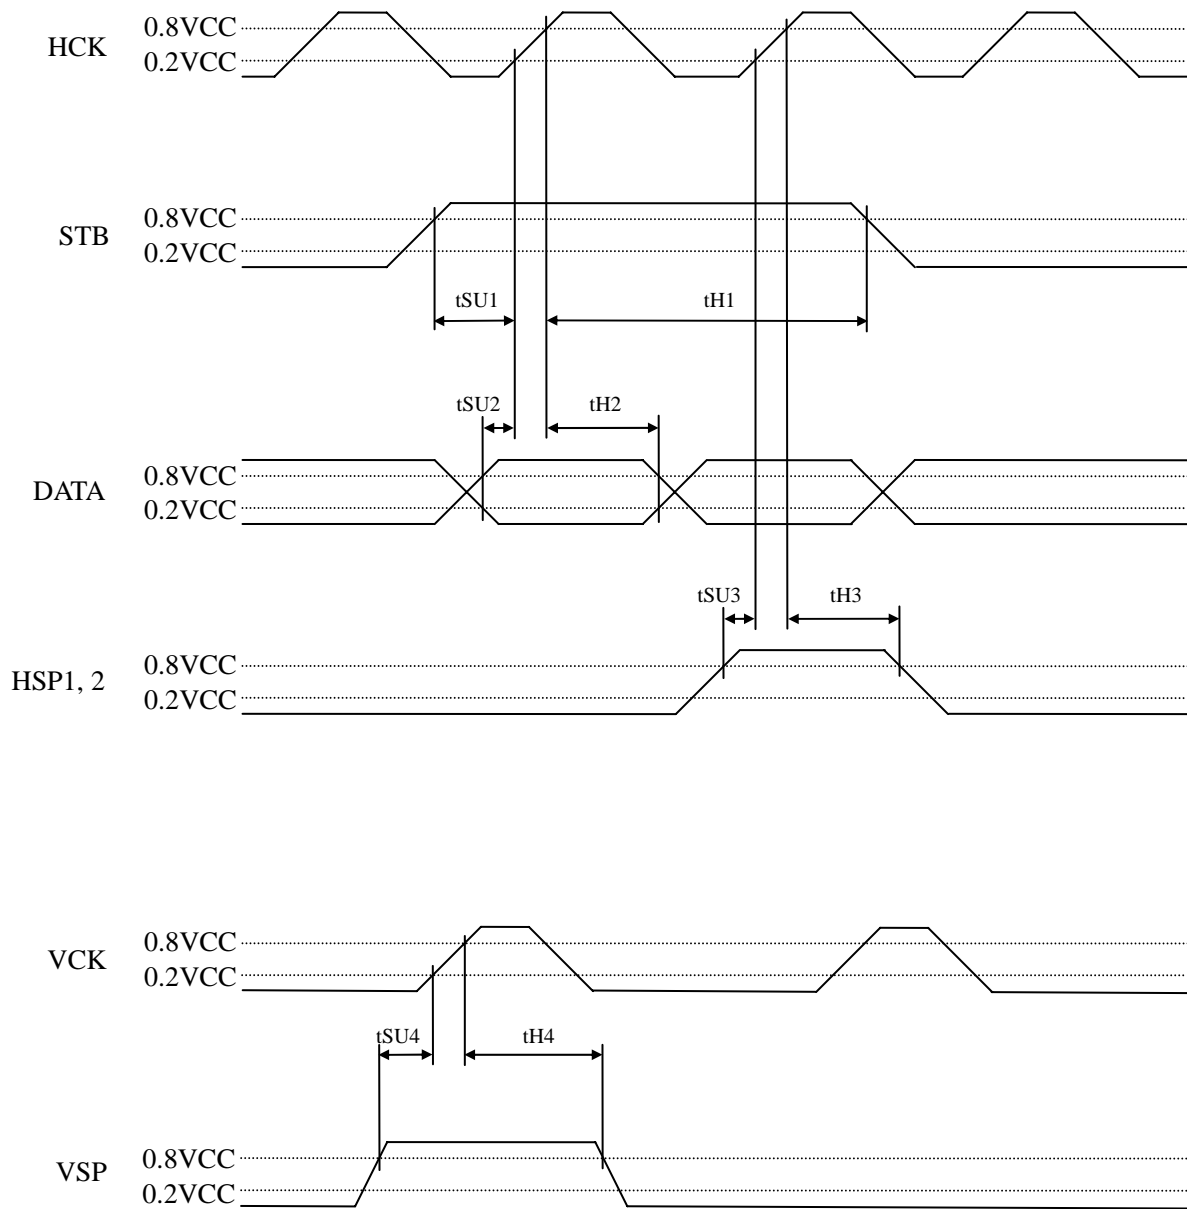 0.8VCC
HCK
0.2VCC
0.8VCC
STB
0.2VCC
tSU1
tH1
tSU2
tH2
0.8VCC
DATA
0.2VCC
tSU3
tH3
0.8VCC
HSP1, 2
0.2VCC
0.8VCC
VCK
0.2VCC
tSU4
tH4
0.8VCC
VSP
0.2VCC